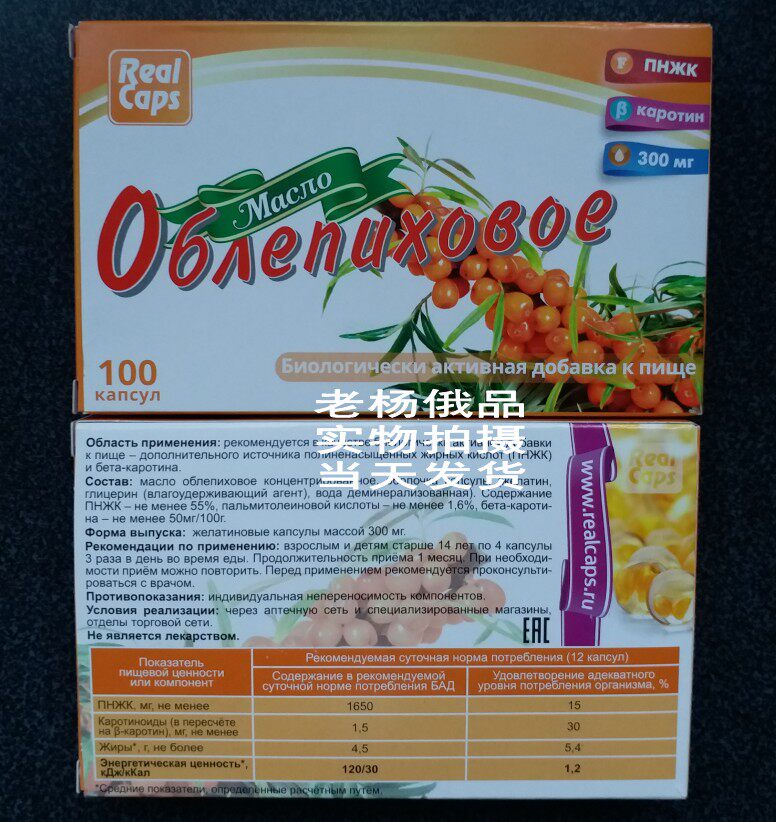 Real
Caps
F ПНЖК
β каротин
300 мг
Масло
Облепиховое
100
капсул
Биологически активная добавка к пище
老杨俄品
实物拍摄
当天发货
Область применения: рекомендуется в
к пище – дополнительного источника полиненасыщенных жирных кислот (ПНЖК)
и бета-каротина.
Состав: масло облепиховое концентрированное.
глицерин (влагоудерживающий агент), вода деминерализованная). Содержание
ПНЖК – не менее 55%, пальмитолеиновой кислоты – не менее 1,6%, бета-кароти-
на – не менее 50мг/100г.
Форма выпуска: желатиновые капсулы массой 300 мг.
Рекомендации по применению: взрослым и детям старше 14 лет по 4 капсулы
3 раза в день во время еды. Продолжительность приёма 1 месяц. При необходи-
мости приём можно повторить. Перед применением рекомендуется проконсульти-
роваться с врачом.
Противопоказания: индивидуальная непереносимость компонентов.
Условия реализации: через аптечную сеть и специализированные магазины,
отделы торговой сети.
Не является лекарством.
EAC
Real
Caps
www.realcaps.ru
Показатель
пищевой ценности
или компонент
Рекомендуемая суточная норма потребления (12 капсул)
Содержание в рекомендуемой
суточной норме потребления БАД
Удовлетворение адекватного
уровня потребления организма, %
ПНЖК, мг, не менее 1650 15
Каротиноиды (в пересчёте
на β-каротин), мг, не менее 1,5 30
Жиры*, г, не более 4,5 5,4
Энергетическая ценность*,
кДж/кКал 120/30 1,2
*Средние показатели, определенные расчётным путём.